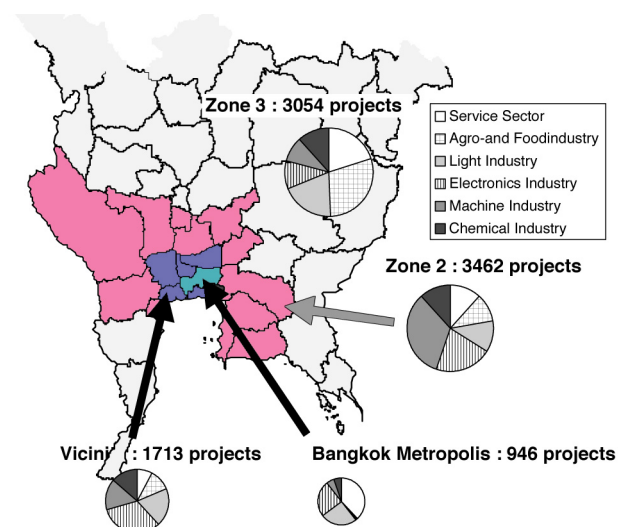 Zone 3 : 3054 projects
Service Sector
Agro-and Foodindustry
Light Industry
Electronics Industry
Machine Industry
Chemical Industry
Zone 2 : 3462 projects
: 1713 projects
Bangkok Metropolis : 946 projects